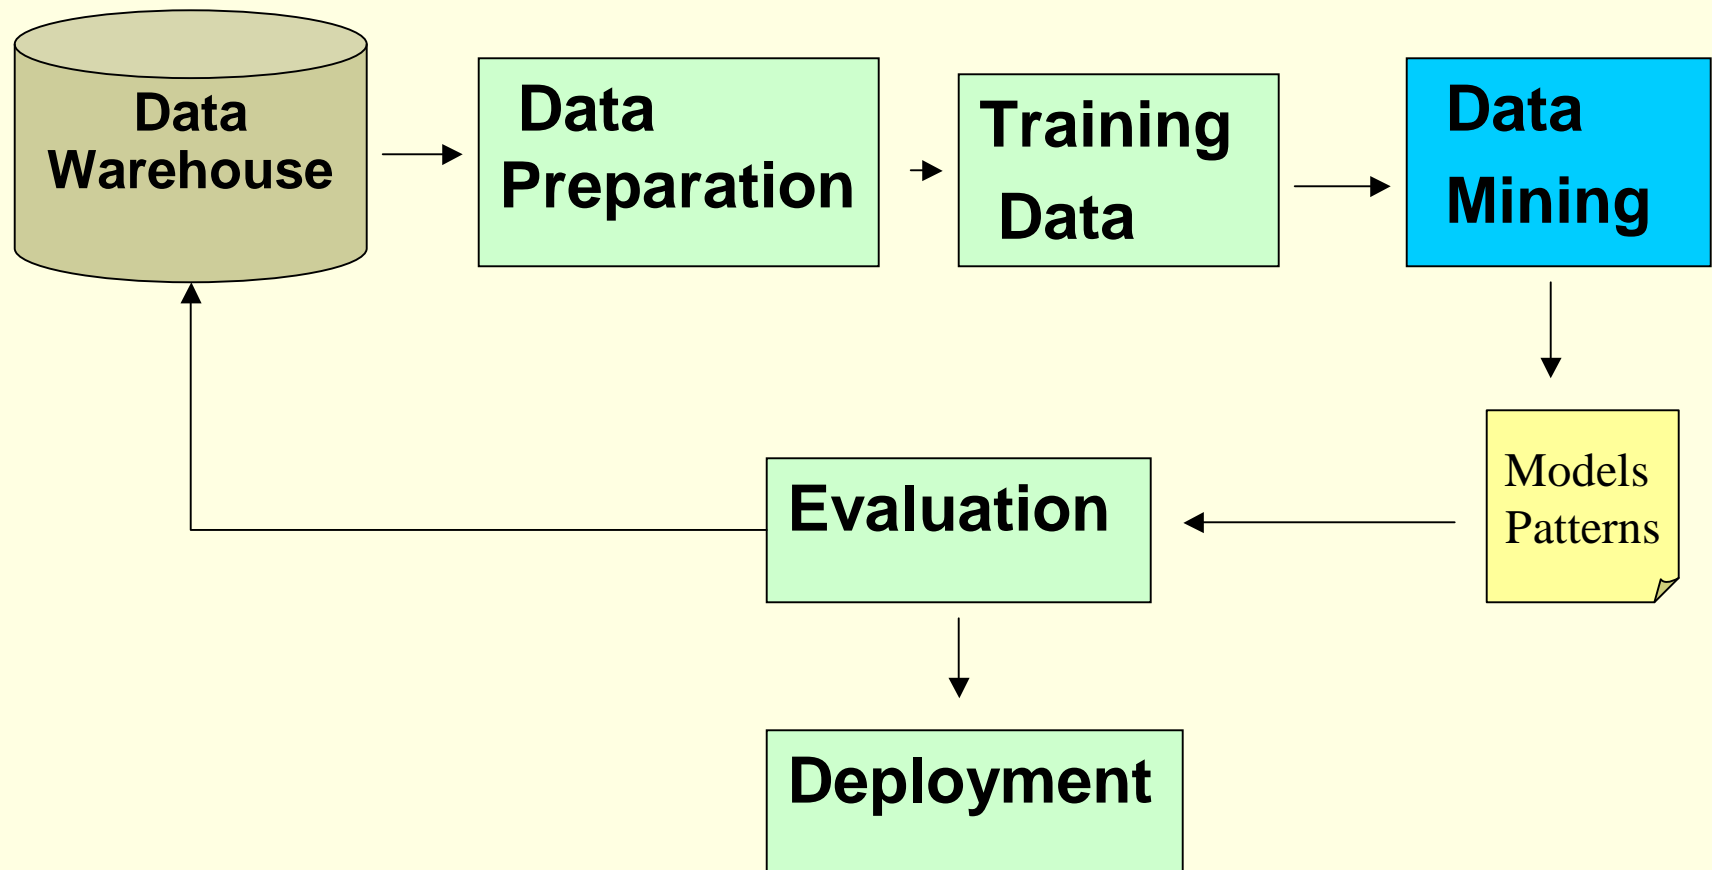 Data
Warehouse
Data
Preparation
Training
Data
Data
Mining
Models
Patterns
Evaluation
Deployment